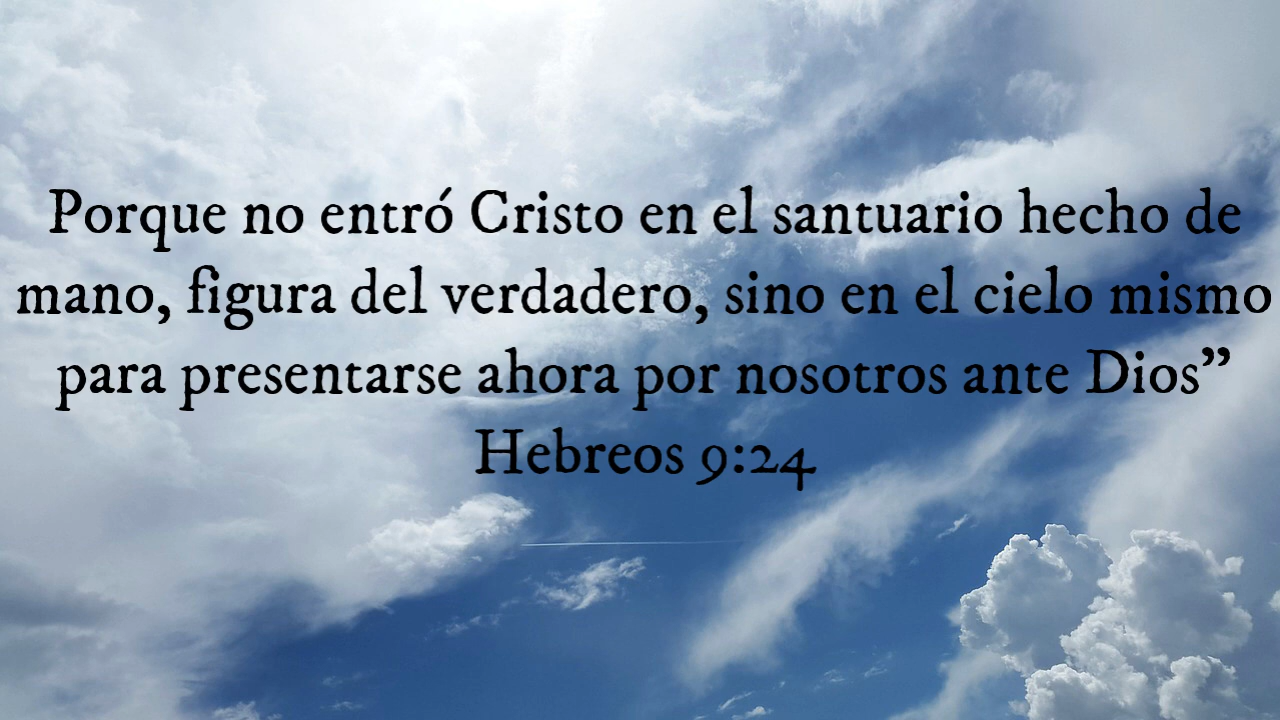 Porque no entró Cristo en el santuario hecho de
mano, figura del verdadero, sino en el cielo mismo
para presentarse ahora por nosotros ante Dios”
Hebreos 9:24